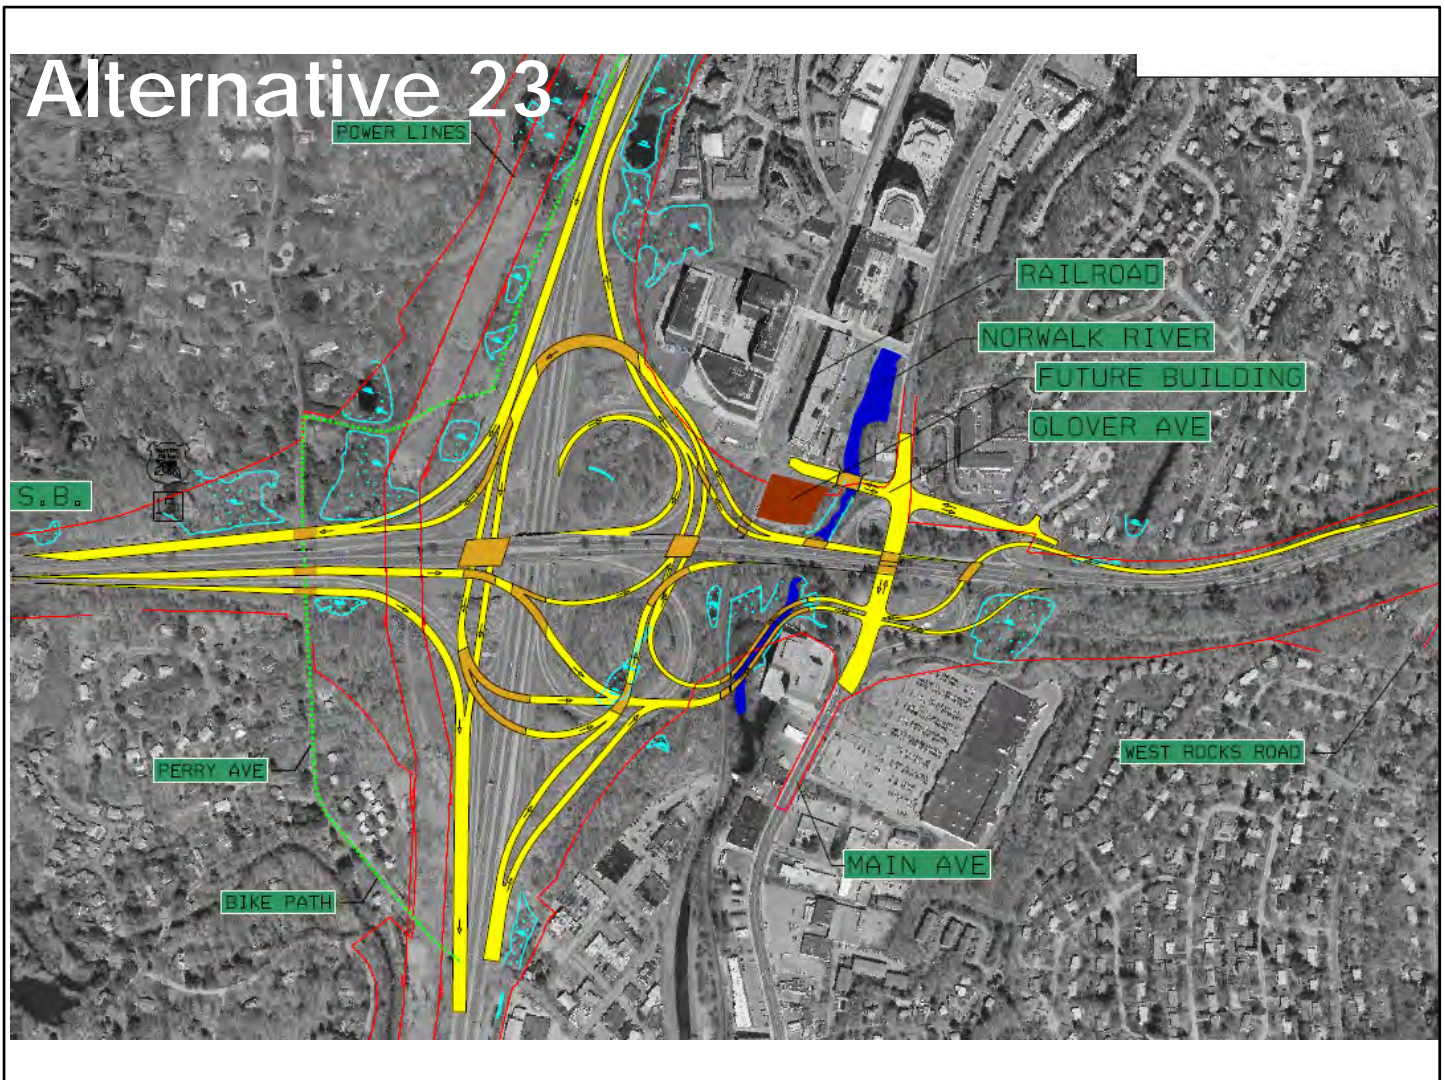 Alternative 23
POWER LINES
RAILROAD
NORWALK RIVER
FUTURE BUILDING
GLOVER AVE
S.B.
PERRY AVE
WEST ROCKS ROAD
MAIN AVE
BIKE PATH